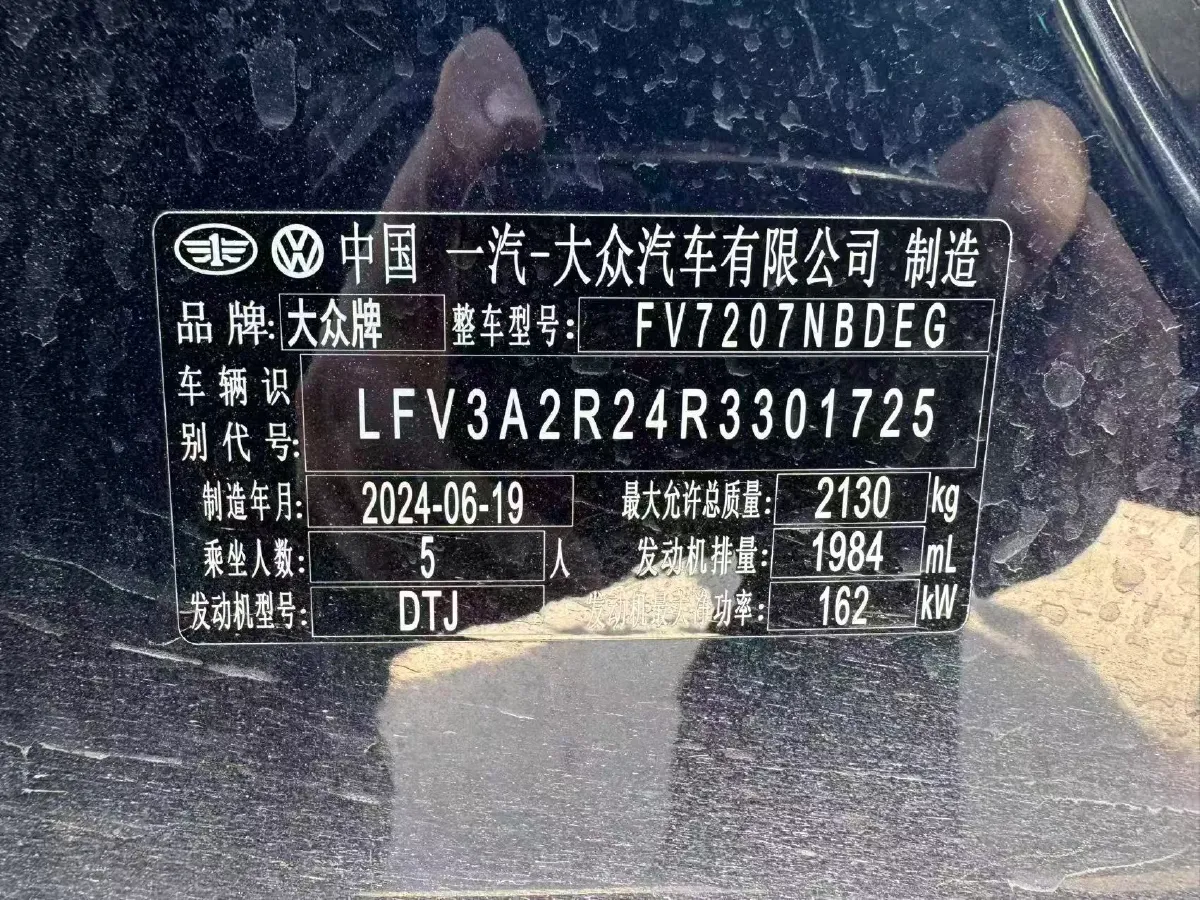 中国 一汽-大众汽车有限公司 制造
品牌: 大众牌 整车型号: FV7207NBDEG
车辆识别代号: LFV3A2R24R3301725
制造年月: 2024-06-19 最大允许总质量: 2130 kg
乘坐人数: 5 人 发动机排量: 1984 mL
发动机型号: DTJ 发动机最大净功率: 162 kW